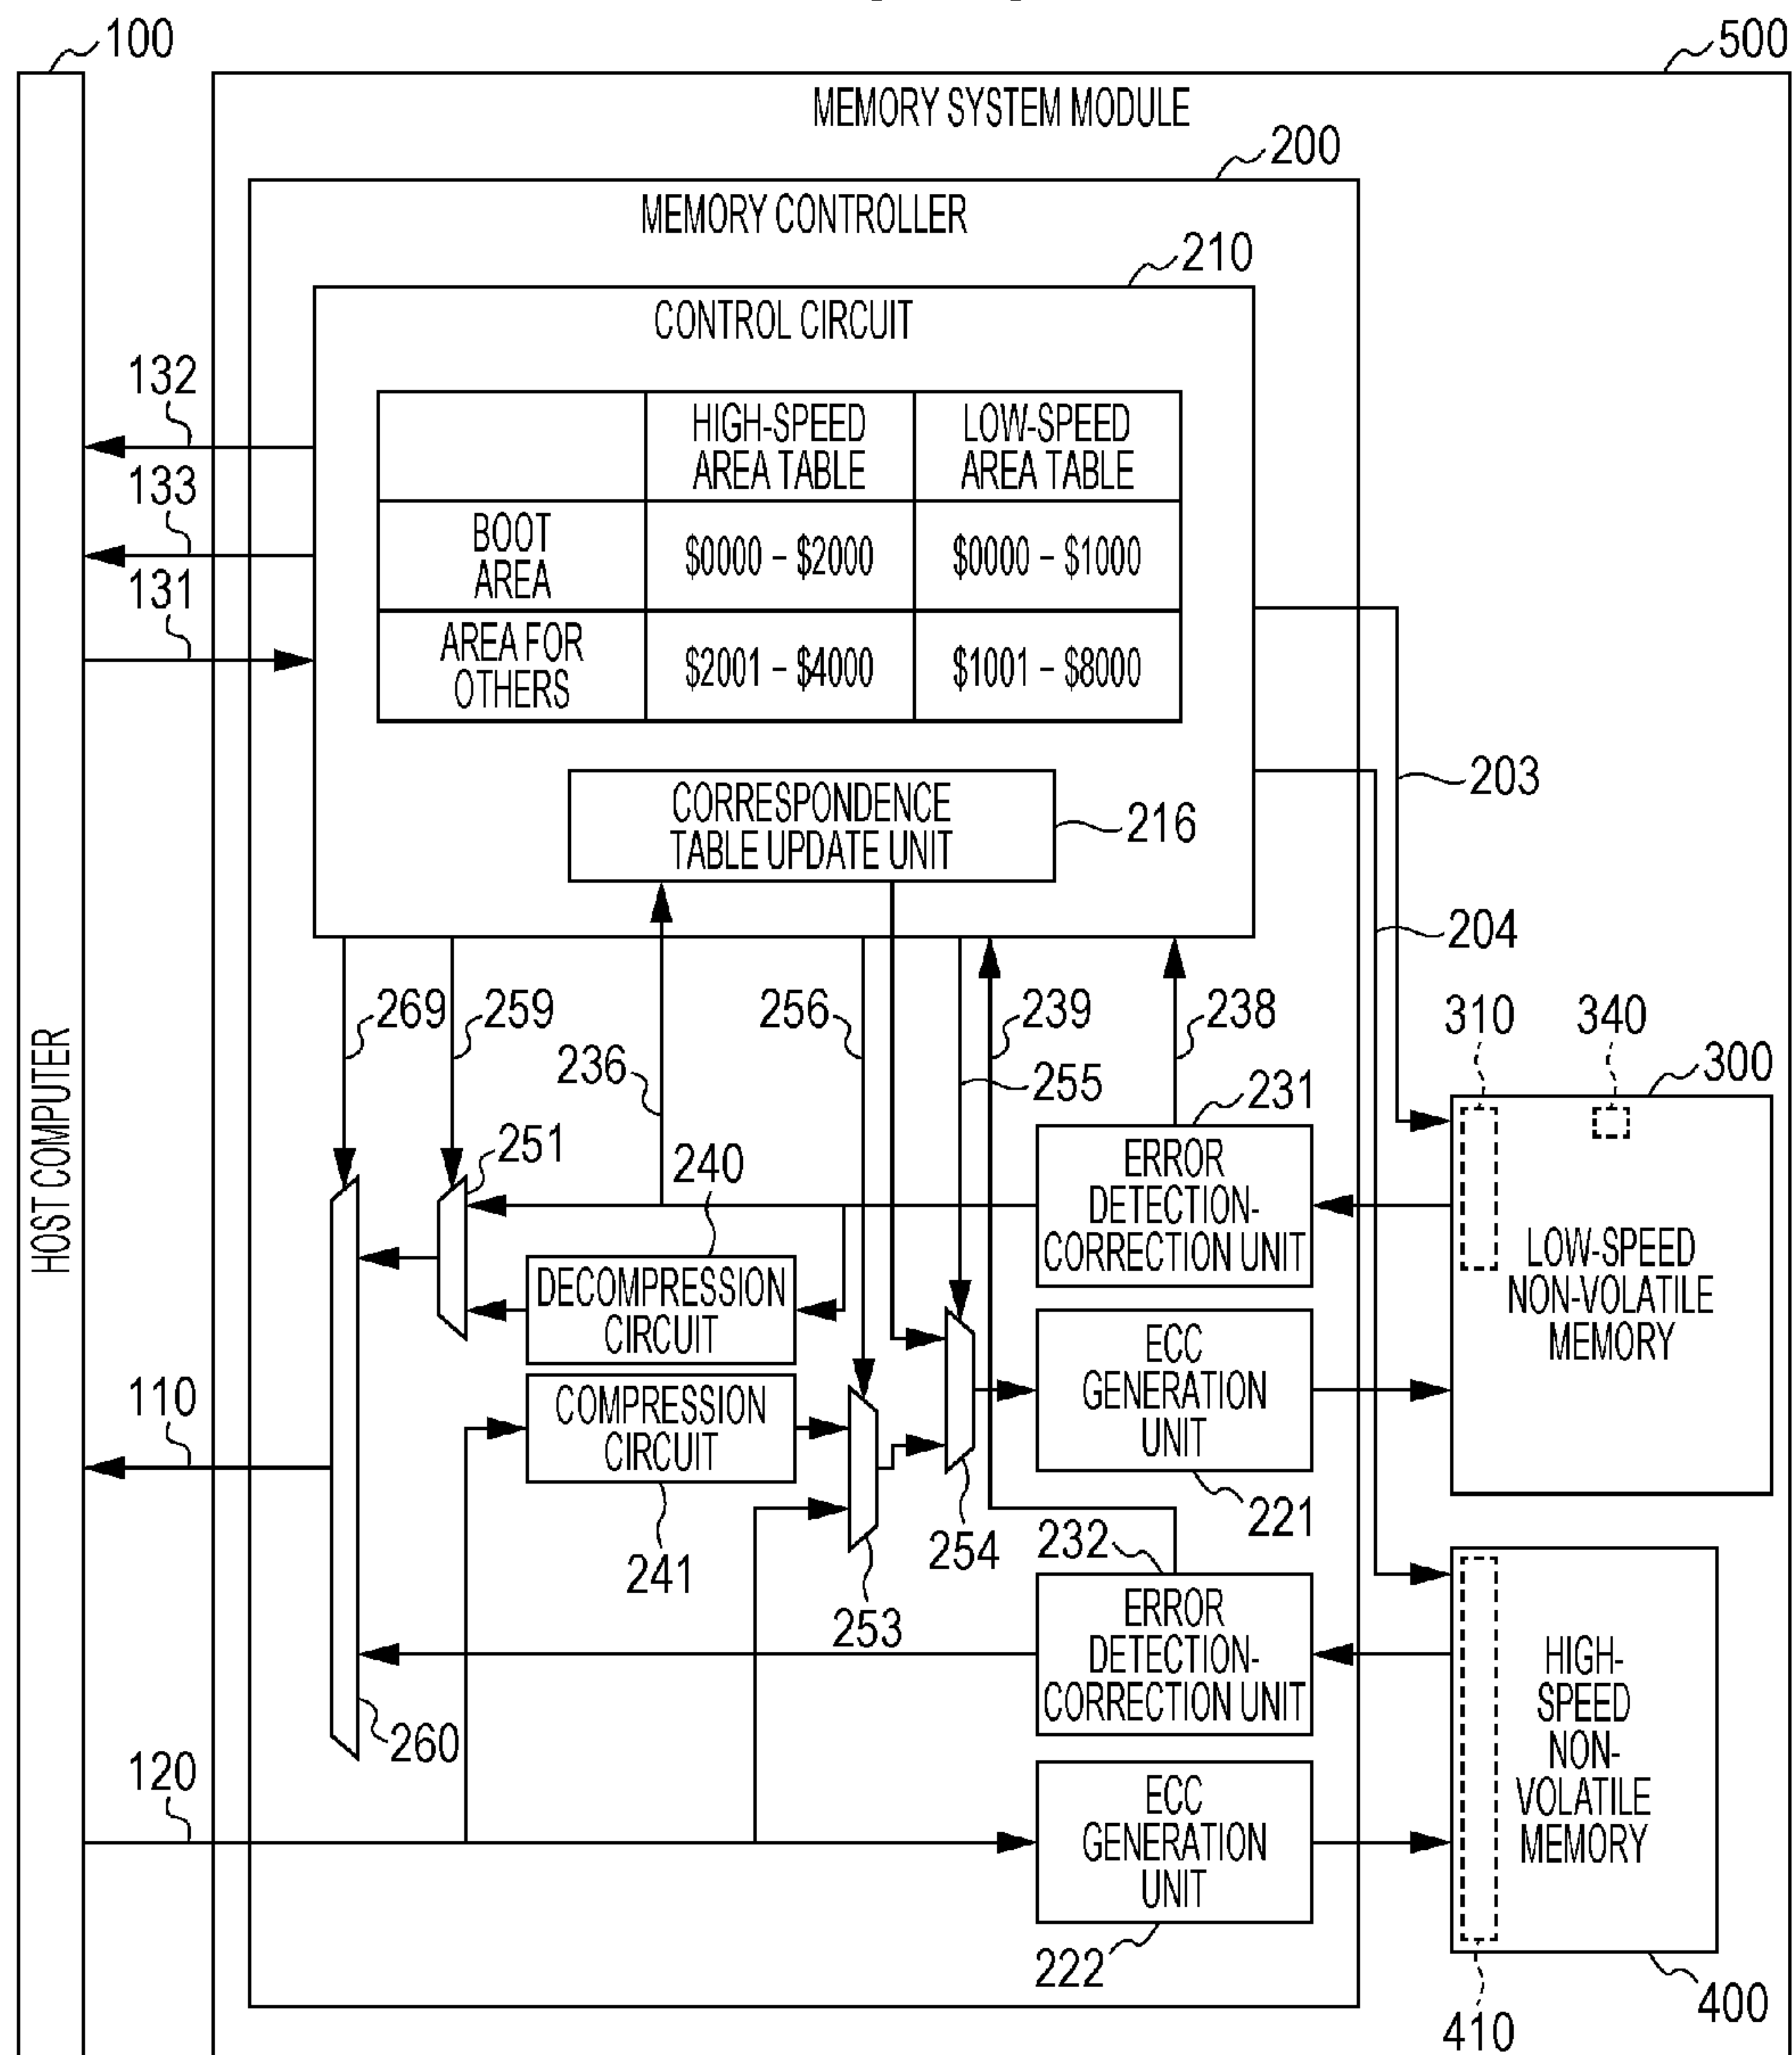 100
500
MEMORY SYSTEM MODULE
200
MEMORY CONTROLLER
210
CONTROL CIRCUIT
132
133
131
HIGH-SPEED
AREA TABLE
LOW-SPEED
AREA TABLE
BOOT
AREA
$0000 – $2000
$0000 – $1000
AREA FOR
OTHERS
$2001 – $4000
$1001 – $8000
203
CORRESPONDENCE
TABLE UPDATE UNIT
216
204
269
259
256
239
238
310
340
236
255
231
300
HOST COMPUTER
251
240
ERROR
DETECTION-
CORRECTION UNIT
LOW-SPEED
NON-VOLATILE
MEMORY
DECOMPRESSION
CIRCUIT
ECC
GENERATION
UNIT
110
COMPRESSION
CIRCUIT
221
241
254
232
253
ERROR
DETECTION-
CORRECTION UNIT
HIGH-
SPEED
NON-
VOLATILE
MEMORY
260
120
ECC
GENERATION
UNIT
222
410
400